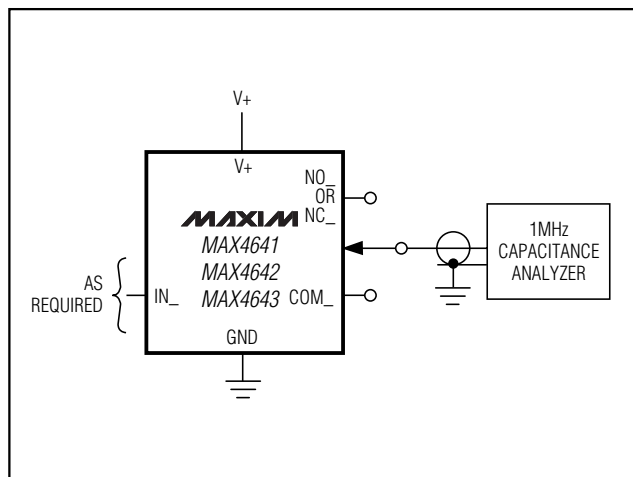 V+
V+
NO_
OR
NC_
MAXIM
MAX4641
MAX4642
MAX4643
COM_
IN_
GND
AS
REQUIRED
1MHz
CAPACITANCE
ANALYZER